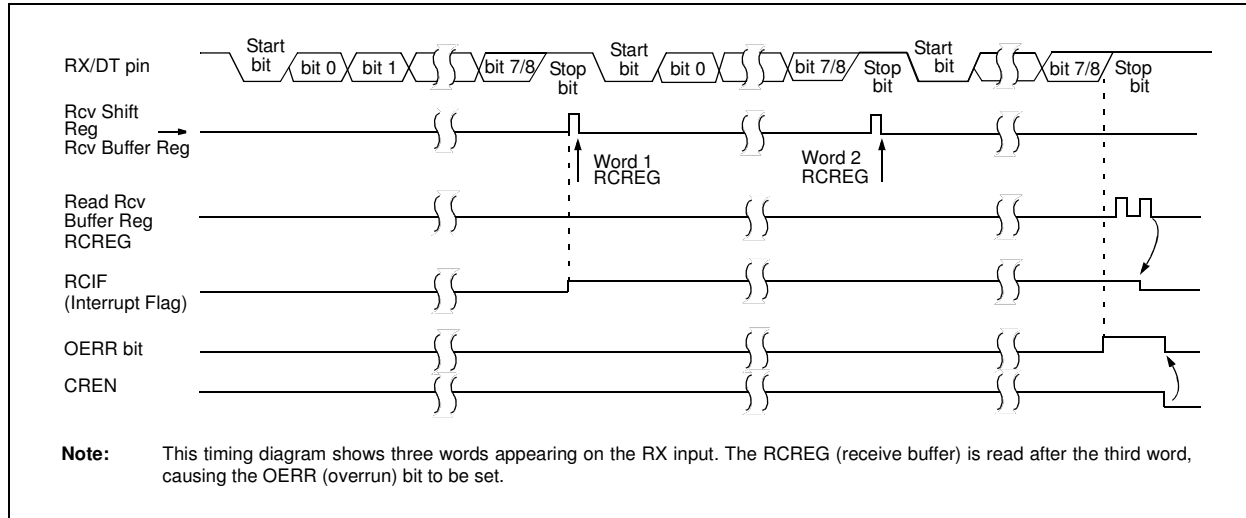 RX/DT pin
Start
bit
bit 0
bit 1
bit 7/8
Stop
bit
Start
bit
bit 0
bit 7/8
Stop
bit
Start
bit
bit 7/8
Stop
bit
Rcv Shift
Reg
Rcv Buffer Reg
Word 1
RCREG
Word 2
RCREG
Read Rcv
Buffer Reg
RCREG
RCIF
(Interrupt Flag)
OERR bit
CREN
Note: This timing diagram shows three words appearing on the RX input. The RCREG (receive buffer) is read after the third word,
causing the OERR (overrun) bit to be set.